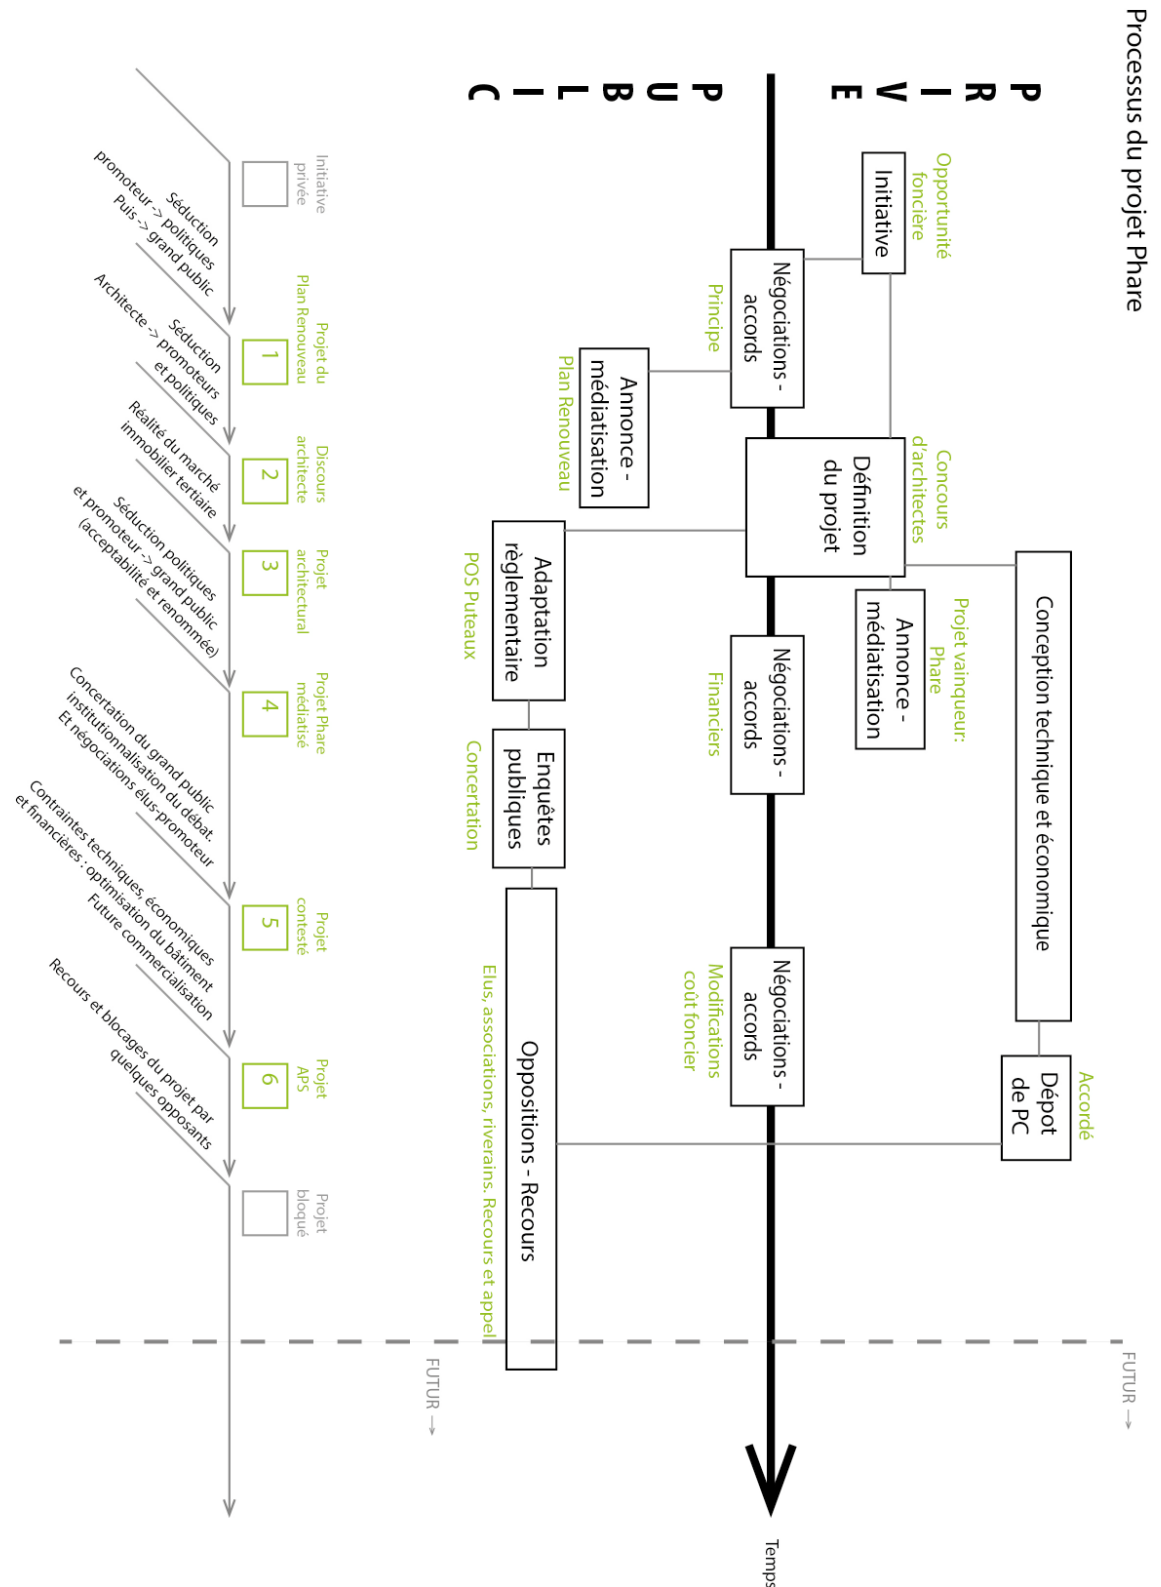 Processus du projet Phare
PRIVE
PUBLIC
Opportunité
foncière
Initiative
Négociations -
accords
Principe
Annonce -
médiatisation
Plan Renouveau
Concours
d'architectes
Définition
du projet
Conception technique et économique
Projet vainqueur:
Phare
Annonce -
médiatisation
Négociations -
accords
Financiers
Adaptation
règlementaire
POS Puteaux
Enquêtes
publiques
Concertation
Négociations -
accords
Modifications
coût foncier
Accordé
Dépot
de PC
Oppositions - Recours
Elus, associations, riverains. Recours et appel
FUTUR →
FUTUR →
Temps
Initiative
privée
Séduction
promoteur -> politiques
Puis -> grand public
Projet du
Plan Renouveau
1
Séduction
Architecte -> promoteurs
et politiques
Discours
architecte
2
Réalité du marché
immobilier tertiaire
Projet
architectural
3
Séduction politiques
et promoteur -> grand public
(acceptabilité et renommée)
Projet Phare
médiatisé
4
Concertation du grand public
institutionnalisation du débat.
Et négociations élus-promoteur
Projet
contesté
5
Contraintes techniques, économiques
et financières : optimisation du bâtiment
Future commercialisation
Projet
APS
6
Recours et blocages du projet par
quelques opposants
Projet
bloqué